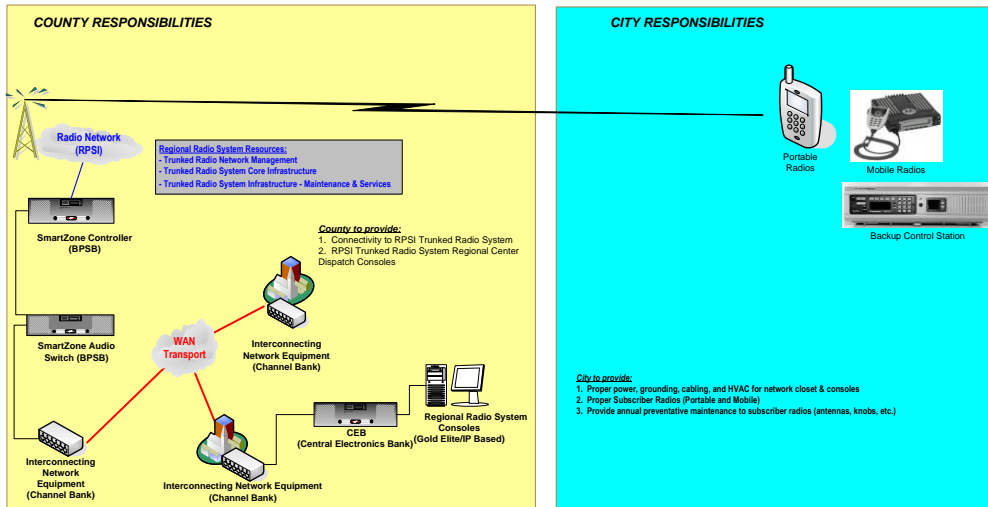 COUNTY RESPONSIBILITIES
Radio Network
(RPSI)
Regional Radio System Resources:
- Trunked Radio Network Management
- Trunked Radio System Core Infrastructure
- Trunked Radio System Infrastructure - Maintenance & Services
SmartZone Controller
(BPSB)
County to provide:
1. Connectivity to RPSI Trunked Radio System
2. RPSI Trunked Radio System Regional Center
Dispatch Consoles
SmartZone Audio
Switch (BPSB)
WAN
Transport
Interconnecting
Network Equipment
(Channel Bank)
Interconnecting
Network
Equipment
(Channel Bank)
Interconnecting Network Equipment
(Channel Bank)
CEB
(Central Electronics Bank)
Regional Radio System
Consoles
(Gold Elite/IP Based)
CITY RESPONSIBILITIES
Portable
Radios
Mobile Radios
Backup Control Station
City to provide:
1. Proper power, grounding, cabling, and HVAC for network closet & consoles
2. Proper Subscriber Radios (Portable and Mobile)
3. Provide annual preventative maintenance to subscriber radios (antennas, knobs, etc.)